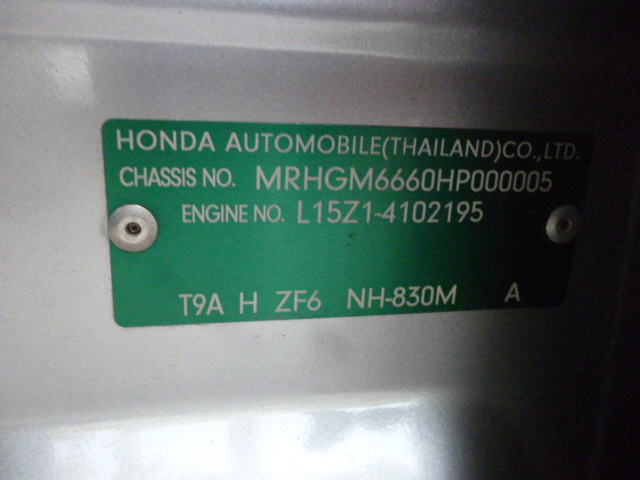 HONDA AUTOMOBILE(THAILAND)CO.,LTD.
CHASSIS NO. MRHGM6660HP000005
ENGINE NO. L15Z1-4102195
T9A H ZF6 NH-830M A